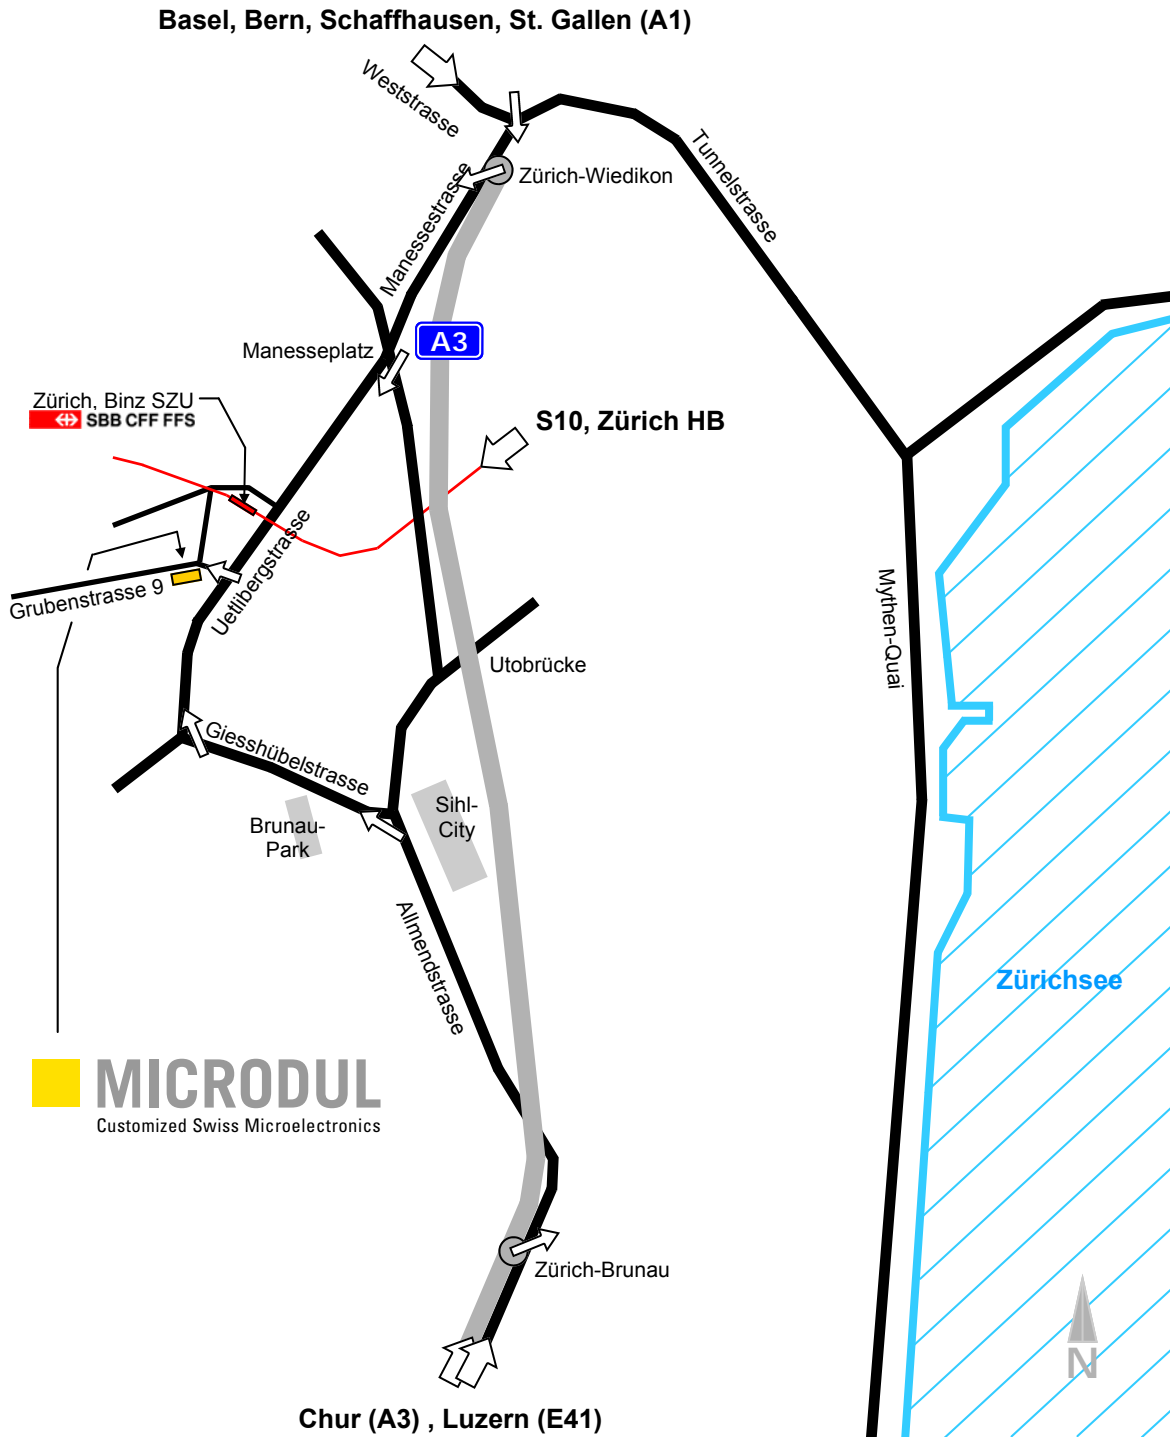 Basel, Bern, Schaffhausen, St. Gallen (A1)
Weststrasse
Tunnelstrasse
Zürich-Wiedikon
Manessestrasse
A3
Manesseplatz
Zürich, Binz SZU
SBB CFF FFS
S10, Zürich HB
Uetlibergstrasse
Grubenstrasse 9
Mythen-Quai
Utobrücke
Giesshübelstrasse
Sihl-
City
Brunau-
Park
Allmendstrasse
Zürichsee
MICRODUL
Customized Swiss Microelectronics
Zürich-Brunau
N
Chur (A3) , Luzern (E41)